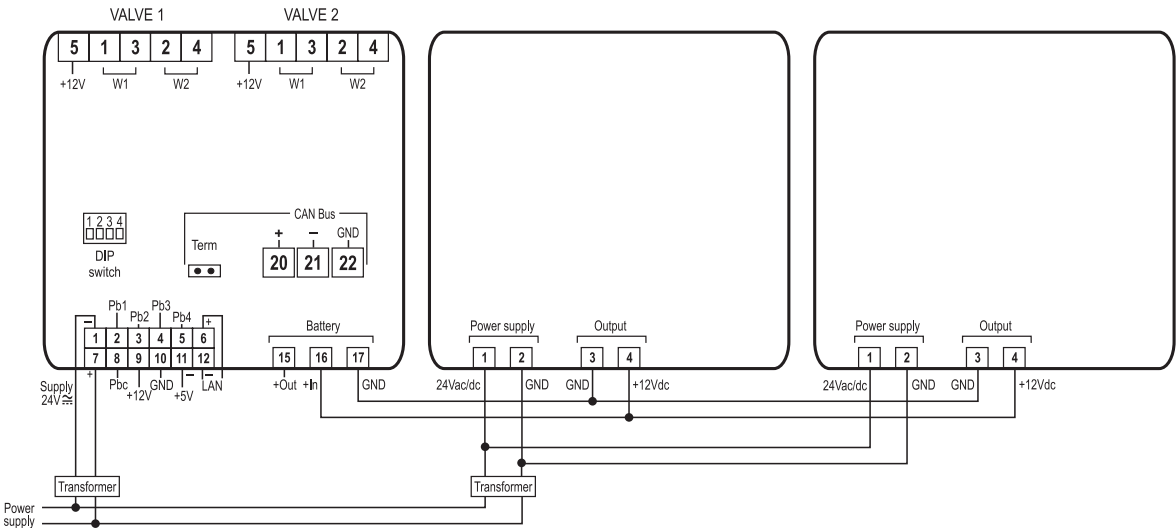 VALVE 1 VALVE 2
5 1 3 2 4 5 1 3 2 4
+12V W1 W2 +12V W1 W2
CAN Bus
1 2 3 4
DIP
switch
Term
+ − GND
20 21 22
Pb1 Pb2 Pb3 Pb4
− +
1 2 3 4 5 6
7 8 9 10 11 12
+ Pbc +12V GND +5V − − LAN
Supply
24V
Battery
15 16 17
+Out +In GND
Power supply Output
1 2 3 4
24Vac/dc GND GND +12Vdc
Power supply Output
1 2 3 4
24Vac/dc GND GND +12Vdc
Transformer Transformer
Power
supply